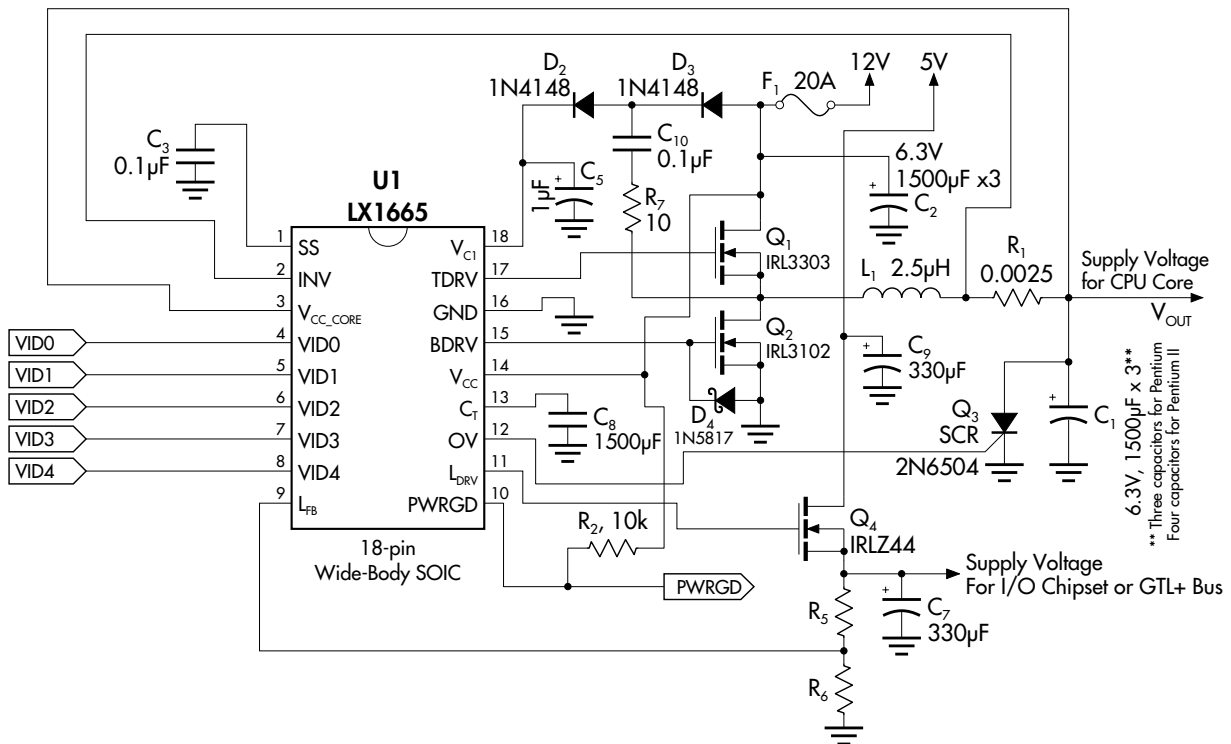 12V
5V
D2
1N4148
D3
1N4148
F1
20A
C3
0.1µF
C10
0.1µF
6.3V
1500µF x3
C2
+
U1
LX1665
1µF
+
C5
R7
10
1
SS
2
INV
3
VCC_CORE
4
VID0
5
VID1
6
VID2
7
VID3
8
VID4
9
LFB
VC1
18
TDRV
17
GND
16
BDRV
15
VCC
14
CT
13
OV
12
LDRV
11
PWRGD
10
VID0
VID1
VID2
VID3
VID4
Q1
IRL3303
L1
2.5µH
R1
0.0025
Supply Voltage
for CPU Core
VOUT
Q2
IRL3102
+
C9
330µF
D4
1N5817
C8
1500µF
Q3
SCR
2N6504
+
C1
6.3V, 1500µF x 3**
** Three capacitors for Pentium
Four capacitors for Pentium II
18-pin
Wide-Body SOIC
R2, 10k
PWRGD
Q4
IRLZ44
Supply Voltage
For I/O Chipset or GTL+ Bus
R5
+
C7
330µF
R6